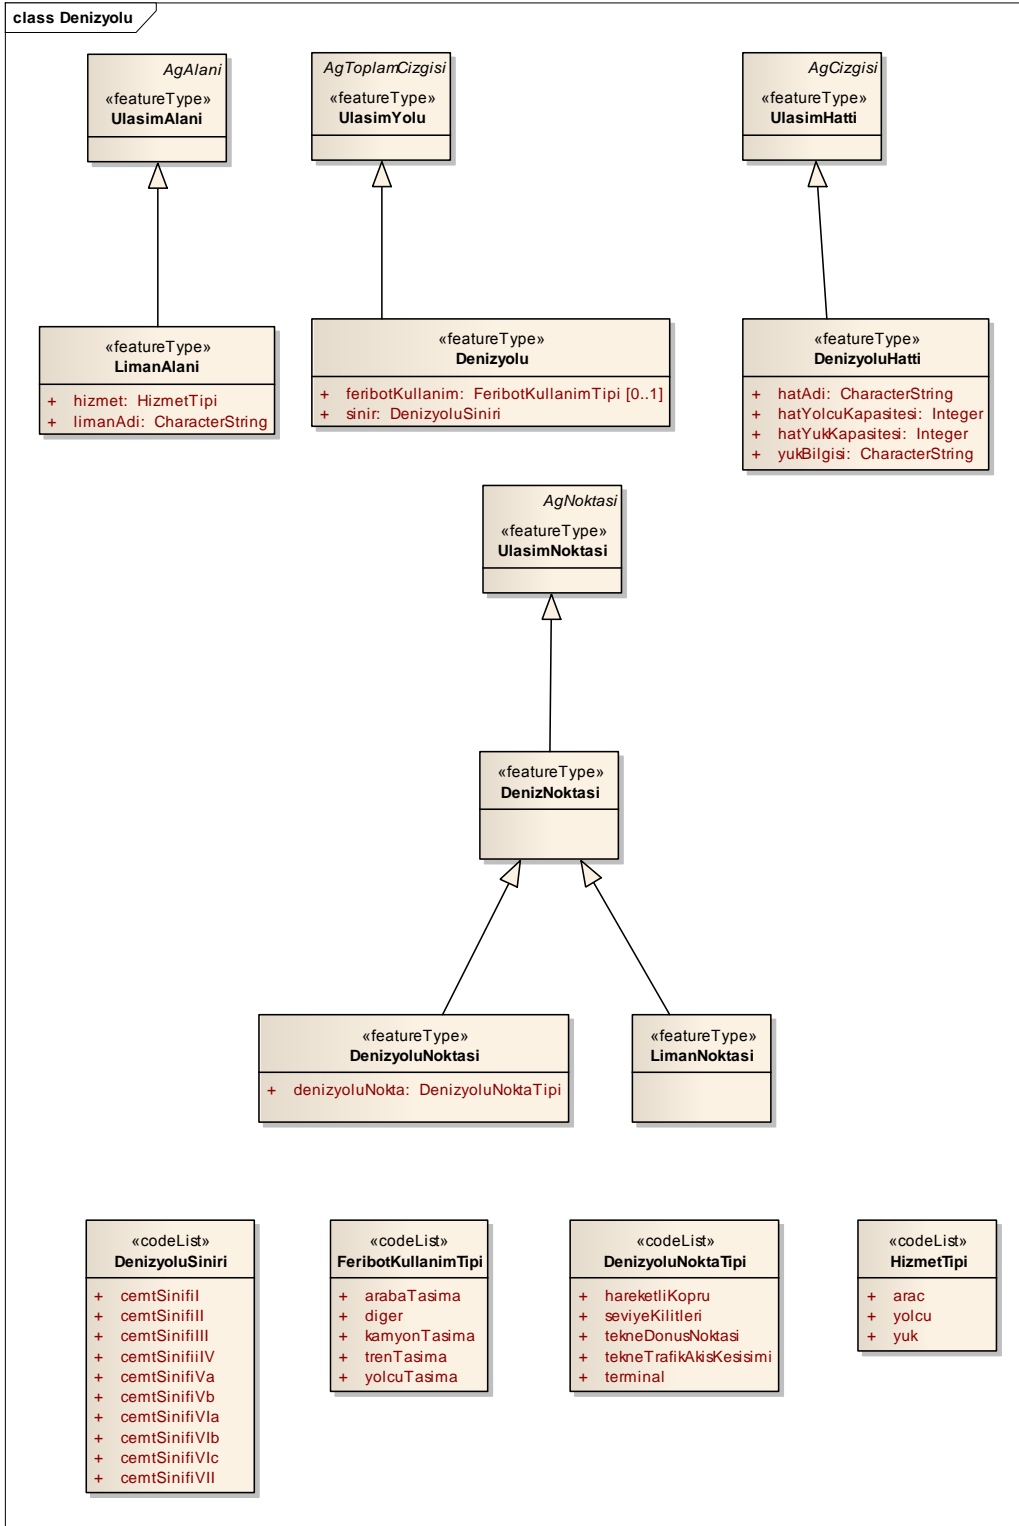 class Denizyolu
AgAlani
«featureType»
UlasimAlani
AgToplamCizgisi
«featureType»
UlasimYolu
AgCizgisi
«featureType»
UlasimHatti
«featureType»
LimanAlani
+ hizmet: HizmetTipi
+ limanAdi: CharacterString
«featureType»
Denizyolu
+ feribotKullanim: FeribotKullanimTipi [0..1]
+ sinir: DenizyoluSiniri
«featureType»
DenizyoluHatti
+ hatAdi: CharacterString
+ hatYolcuKapasitesi: Integer
+ hatYukKapasitesi: Integer
+ yukBilgisi: CharacterString
AgNoktasi
«featureType»
UlasimNoktasi
«featureType»
DenizNoktasi
«featureType»
DenizyoluNoktasi
+ denizyoluNokta: DenizyoluNoktaTipi
«featureType»
LimanNoktasi
«codeList»
DenizyoluSiniri
+ cemtSinifiI
+ cemtSinifiII
+ cemtSinifiIII
+ cemtSinifiiIV
+ cemtSinifiVa
+ cemtSinifiVb
+ cemtSinifiVIa
+ cemtSinifiVIb
+ cemtSinifiVIc
+ cemtSinifiVII
«codeList»
FeribotKullanimTipi
+ arabaTasima
+ diger
+ kamyonTasima
+ trenTasima
+ yolcuTasima
«codeList»
DenizyoluNoktaTipi
+ hareketliKopru
+ seviyeKilitleri
+ tekneDonusNoktasi
+ tekneTrafikAkisKesisimi
+ terminal
«codeList»
HizmetTipi
+ arac
+ yolcu
+ yuk